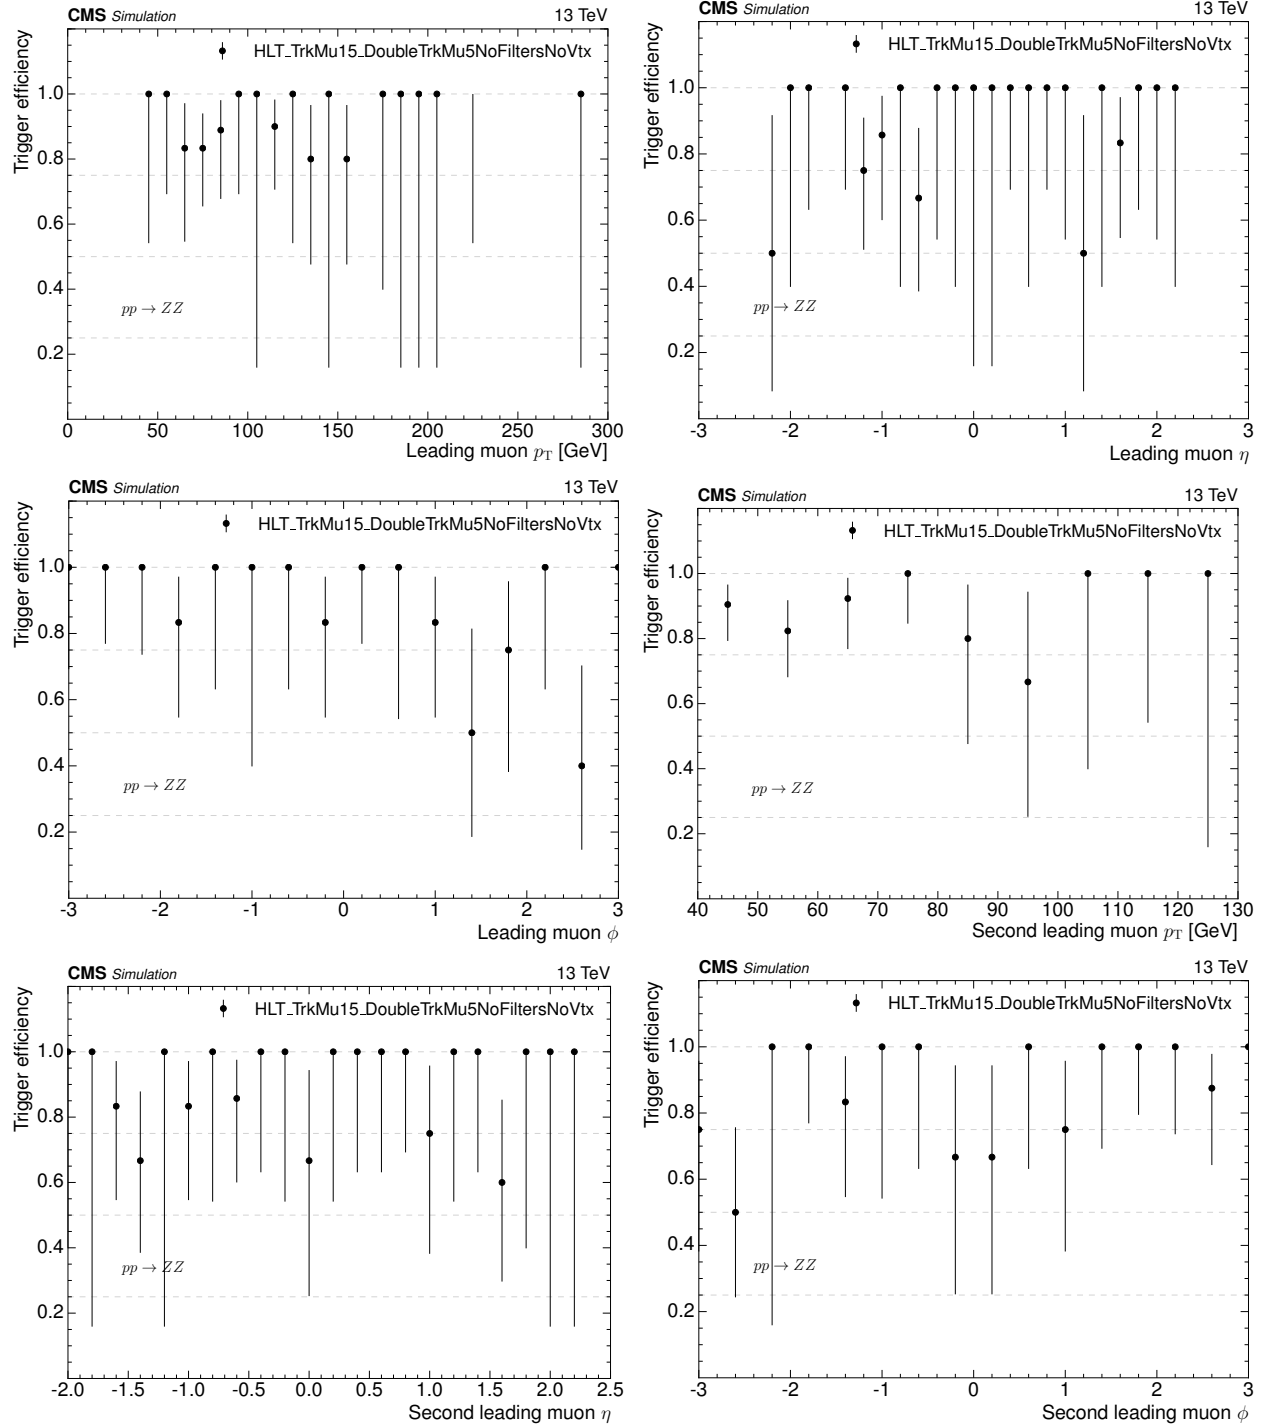 CMS Simulation 13 TeV
HLT_TrkMu15_DoubleTrkMu5NoFiltersNoVtx
Trigger efficiency
1.0
0.8
0.6
0.4
0.2
pp → ZZ
0 50 100 150 200 250 300
Leading muon pT [GeV]
CMS Simulation 13 TeV
HLT_TrkMu15_DoubleTrkMu5NoFiltersNoVtx
Trigger efficiency
1.0
0.8
0.6
0.4
0.2
pp → ZZ
-3 -2 -1 0 1 2 3
Leading muon η
CMS Simulation 13 TeV
HLT_TrkMu15_DoubleTrkMu5NoFiltersNoVtx
Trigger efficiency
1.0
0.8
0.6
0.4
0.2
pp → ZZ
-3 -2 -1 0 1 2 3
Leading muon ϕ
CMS Simulation 13 TeV
HLT_TrkMu15_DoubleTrkMu5NoFiltersNoVtx
Trigger efficiency
1.0
0.8
0.6
0.4
0.2
pp → ZZ
40 50 60 70 80 90 100 110 120 130
Second leading muon pT [GeV]
CMS Simulation 13 TeV
HLT_TrkMu15_DoubleTrkMu5NoFiltersNoVtx
Trigger efficiency
1.0
0.8
0.6
0.4
0.2
pp → ZZ
-2.0 -1.5 -1.0 -0.5 0.0 0.5 1.0 1.5 2.0 2.5
Second leading muon η
CMS Simulation 13 TeV
HLT_TrkMu15_DoubleTrkMu5NoFiltersNoVtx
Trigger efficiency
1.0
0.8
0.6
0.4
0.2
pp → ZZ
-3 -2 -1 0 1 2 3
Second leading muon ϕ